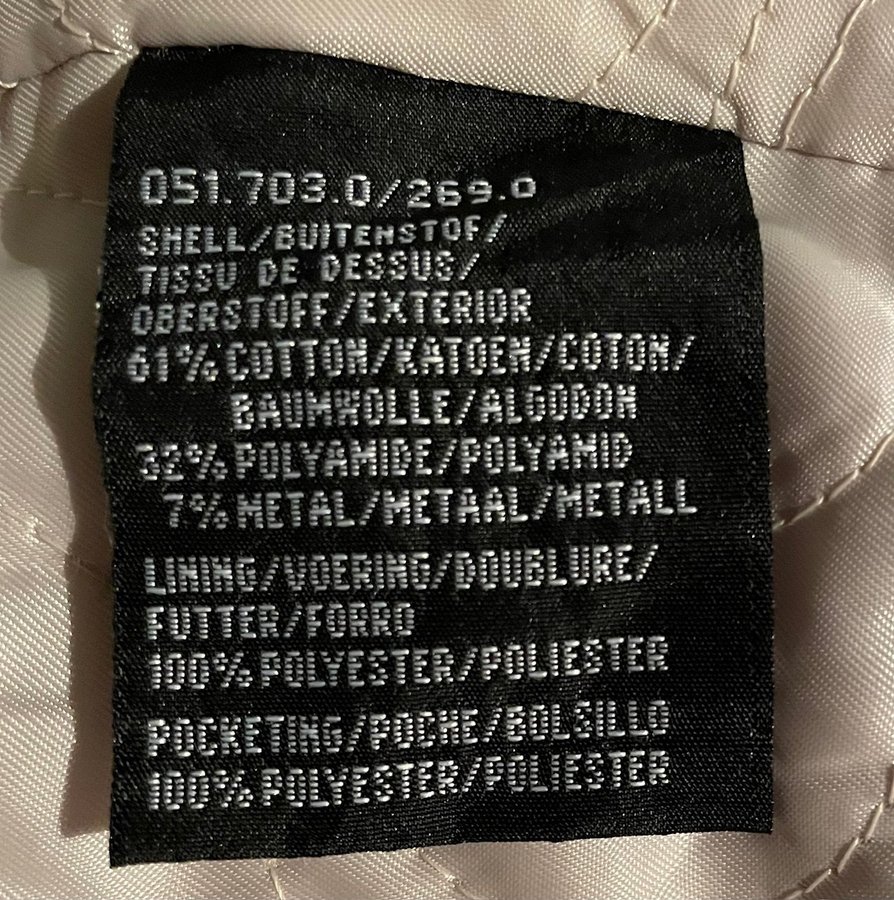 051.703.0/269.0
SHELL/BUITENSTOF/
TISSU DE DESSUS/
OBERSTOFF/EXTERIOR
61% COTTON/KATOEN/COTON/
BAUMWOLLE/ALGODON
32% POLYAMIDE/POLYAMID
7% METAL/METAAL/METALL
LINING/VOERING/DOUBLURE/
FUTTER/FORRO
100% POLYESTER/POLIESTER
POCKETING/POCHE/BOLSILLO
100% POLYESTER/POLIESTER